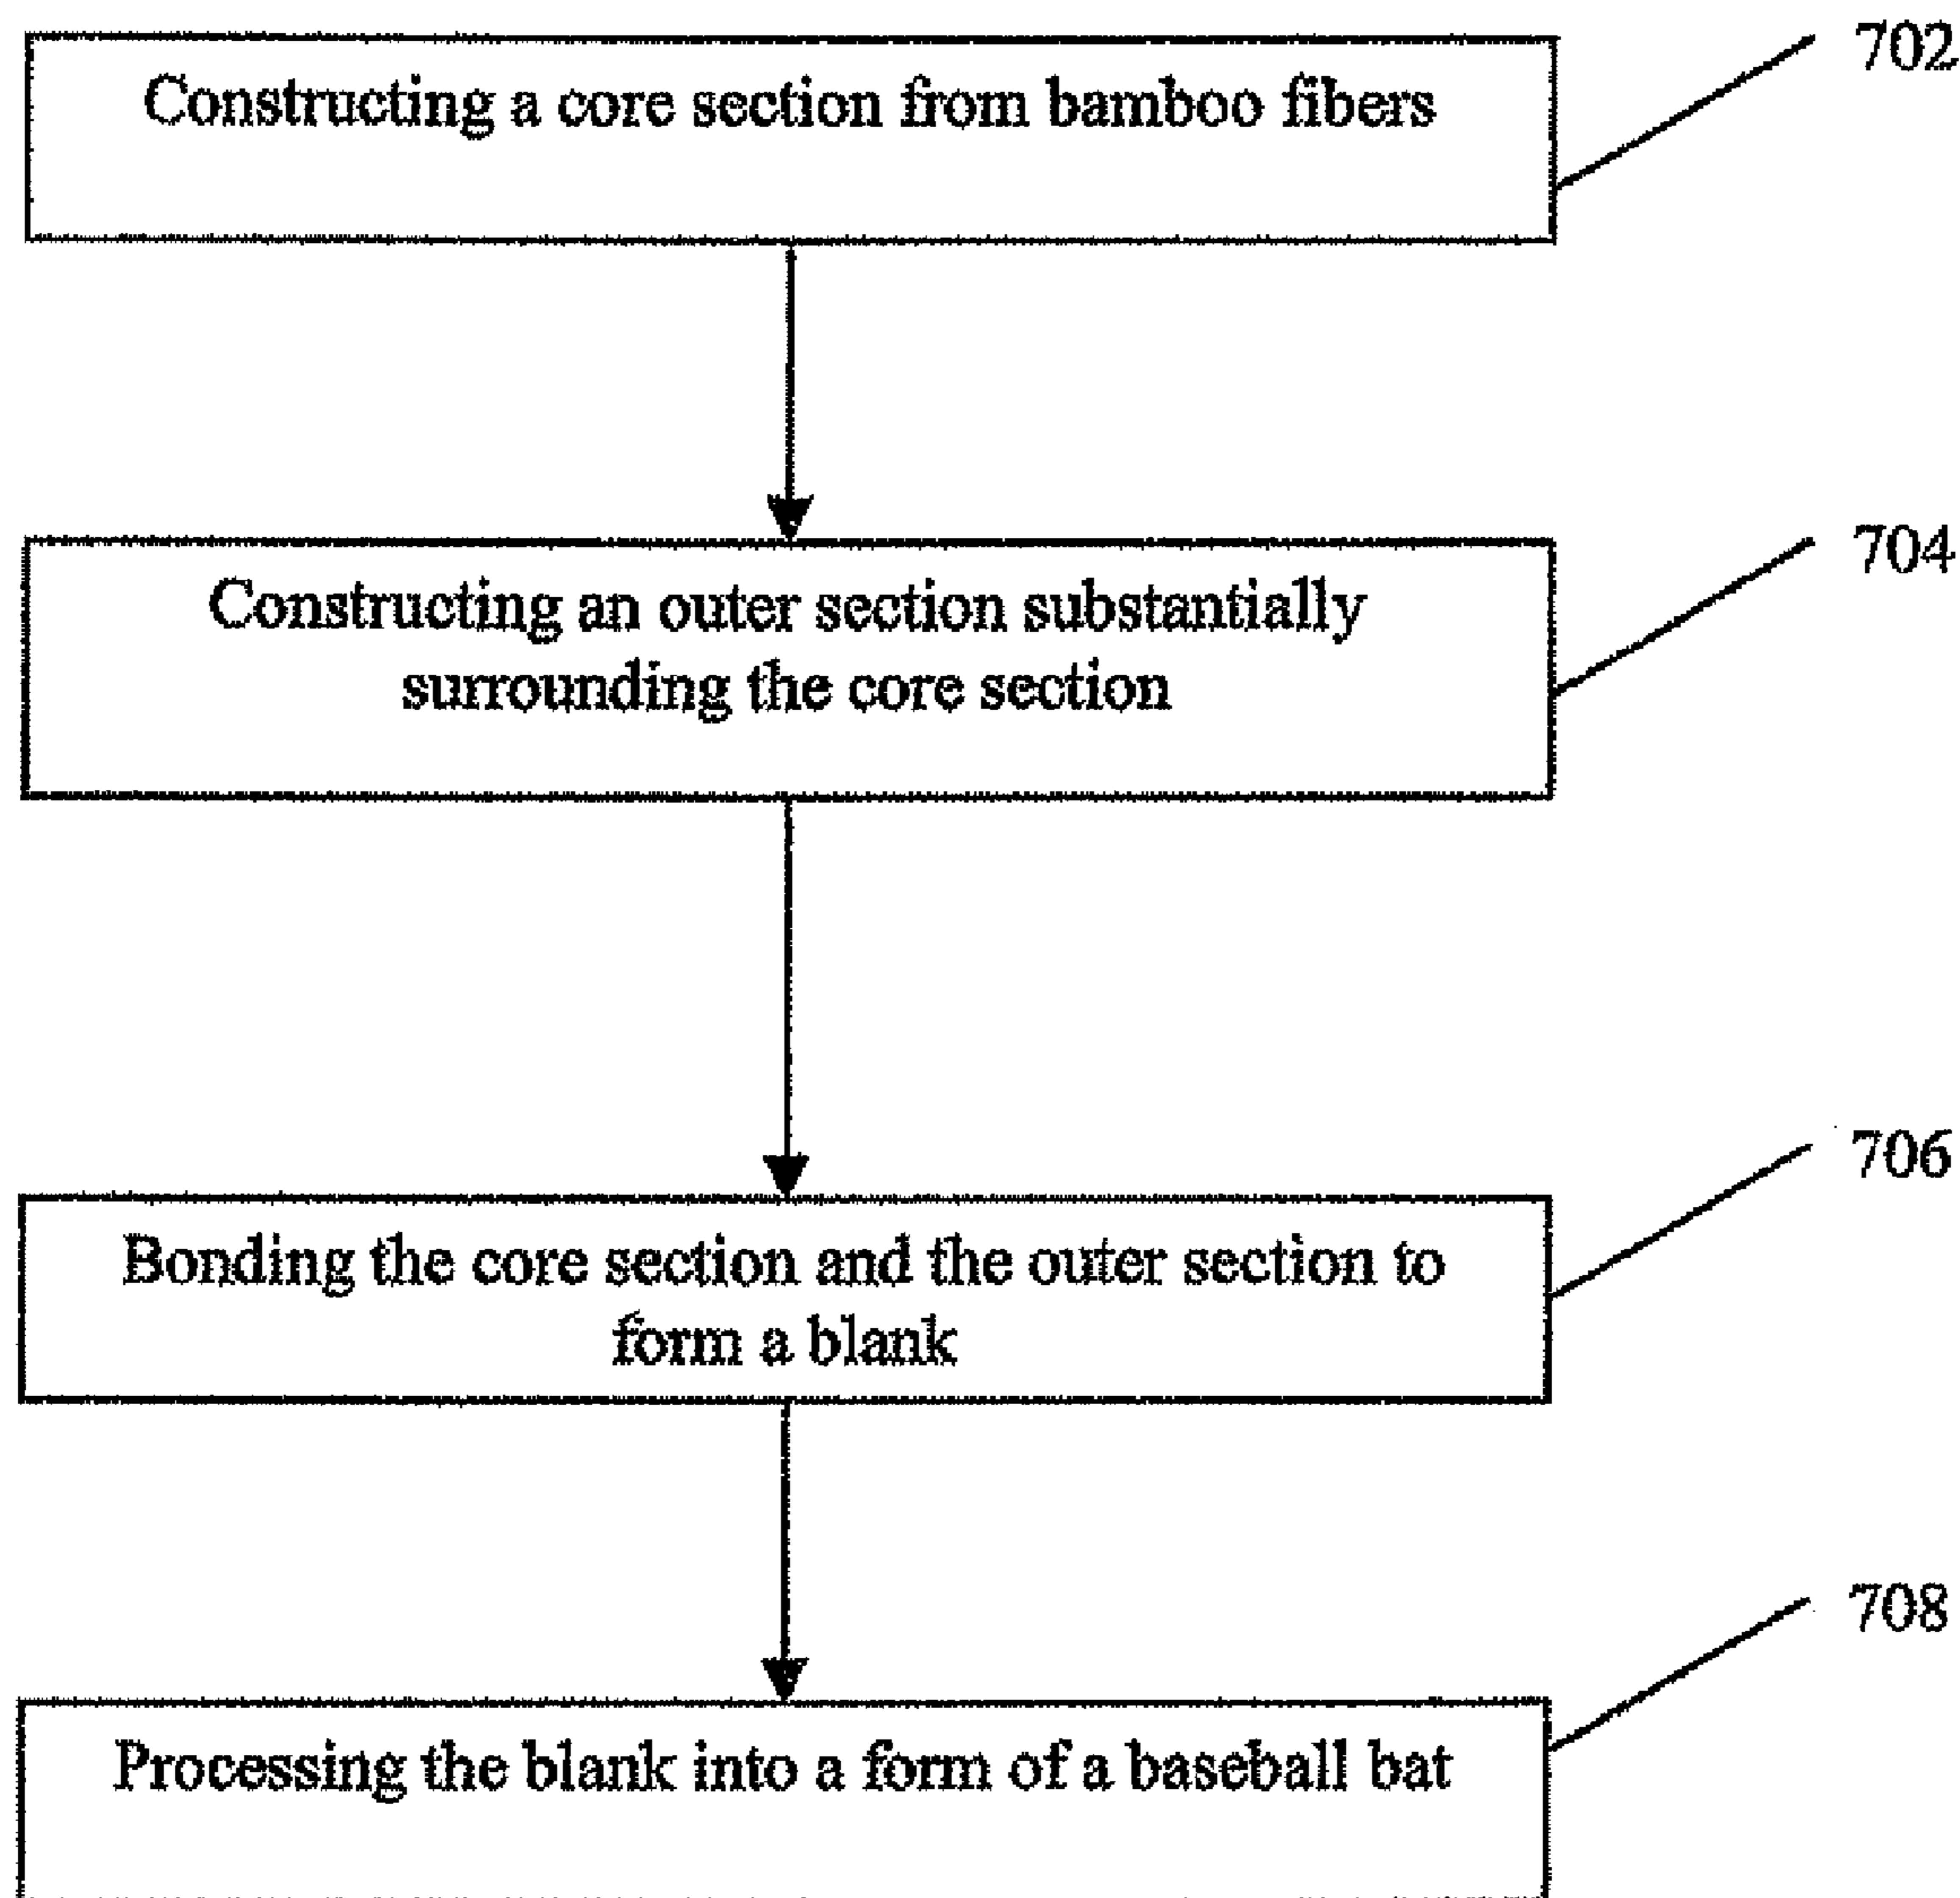 Constructing a core section from bamboo fibers
702
Constructing an outer section substantially
surrounding the core section
704
Bonding the core section and the outer section to
form a blank
706
Processing the blank into a form of a baseball bat
708